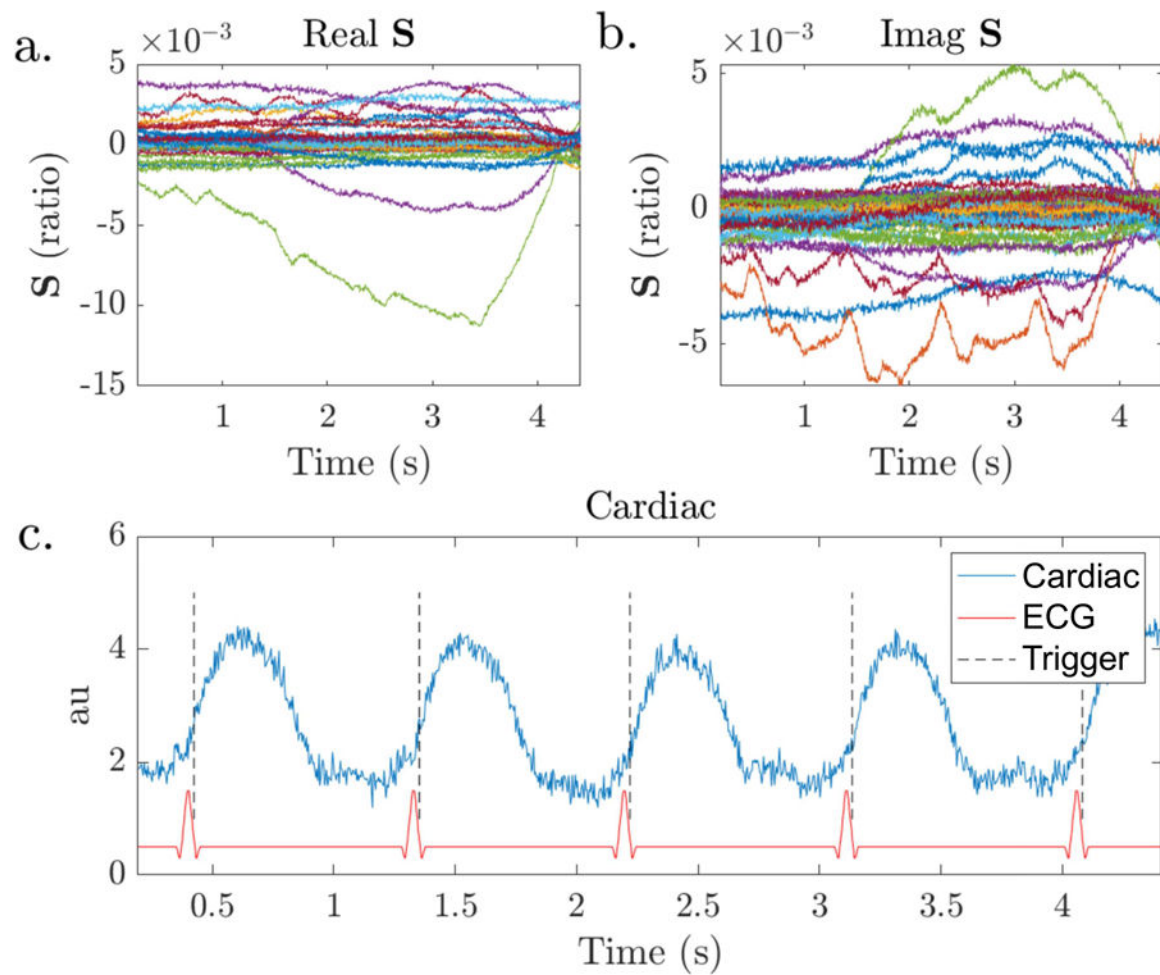 a.
×10⁻³
Real S
5
0
-5
-10
-15
S (ratio)
1 2 3 4
Time (s)
b.
×10⁻³
Imag S
5
0
-5
S (ratio)
1 2 3 4
Time (s)
c.
Cardiac
6
4
2
0
au
Cardiac
ECG
Trigger
0.5 1 1.5 2 2.5 3 3.5 4
Time (s)